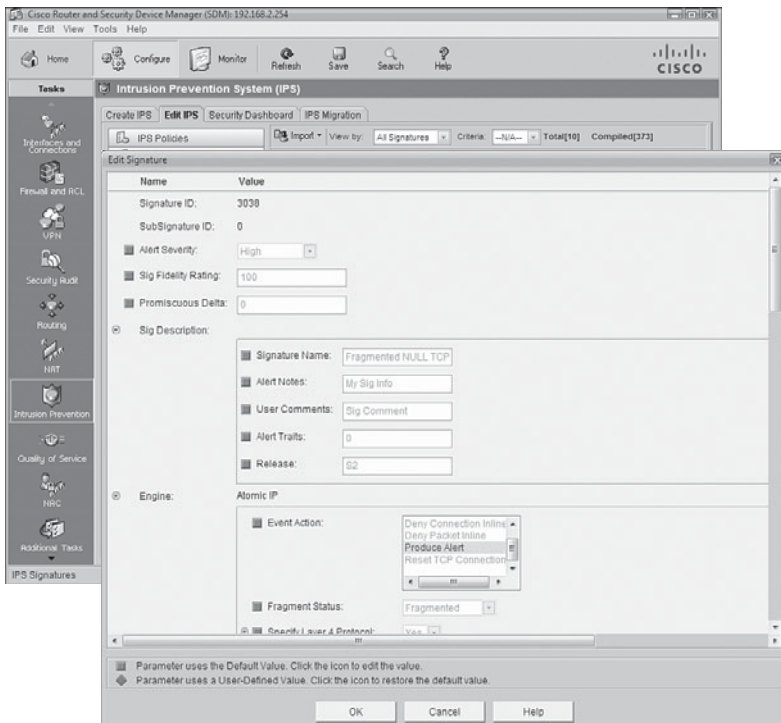 Cisco Router and Security Device Manager (SDM): 192.168.2.254
File Edit View Tools Help
Home Configure Monitor Refresh Save Search Help
CISCO
Tasks
Intrusion Prevention System (IPS)
Create IPS Edit IPS Security Dashboard IPS Migration
IPS Policies Import View by: All Signatures Criteria: --N/A-- Total[10] Compiled[373]
Interfaces and Connections
Firewall and ACL
VPN
Security Audit
Routing
NAT
Intrusion Prevention
Quality of Service
NAC
Additional Tasks
IPS Signatures
Edit Signature
Name Value
Signature ID: 3038
SubSignature ID: 0
Alert Severity: High
Sig Fidelity Rating: 100
Promiscuous Delta: 0
Sig Description:
Signature Name: Fragmented NULL TCP
Alert Notes: My Sig Info
User Comments: Sig Comment
Alert Traits: 0
Release: S2
Engine: Atomic IP
Event Action: Deny Connection Inline
Deny Packet Inline
Produce Alert
Reset TCP Connection
Fragment Status: Fragmented
Specify Layer 4 Protocol: Yes
Parameter uses the Default Value. Click the icon to edit the value.
Parameter uses a User-Defined Value. Click the icon to restore the default value.
OK Cancel Help